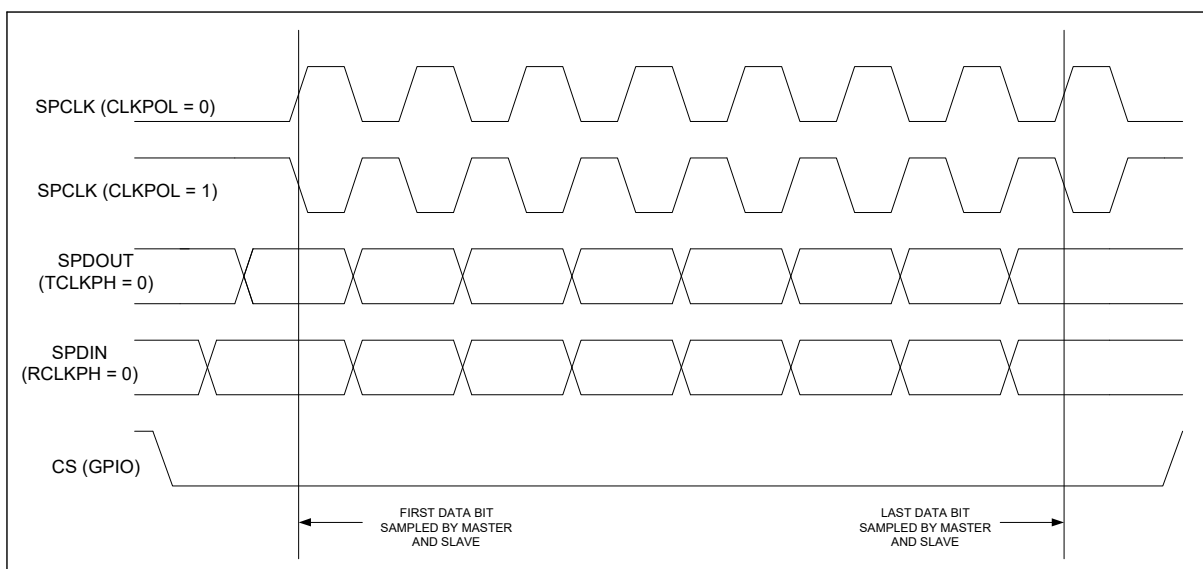 SPCLK (CLKPOL = 0)
SPCLK (CLKPOL = 1)
SPDOUT
(TCLKPH = 0)
SPDIN
(RCLKPH = 0)
CS (GPIO)
FIRST DATA BIT
SAMPLED BY MASTER
AND SLAVE
LAST DATA BIT
SAMPLED BY MASTER
AND SLAVE